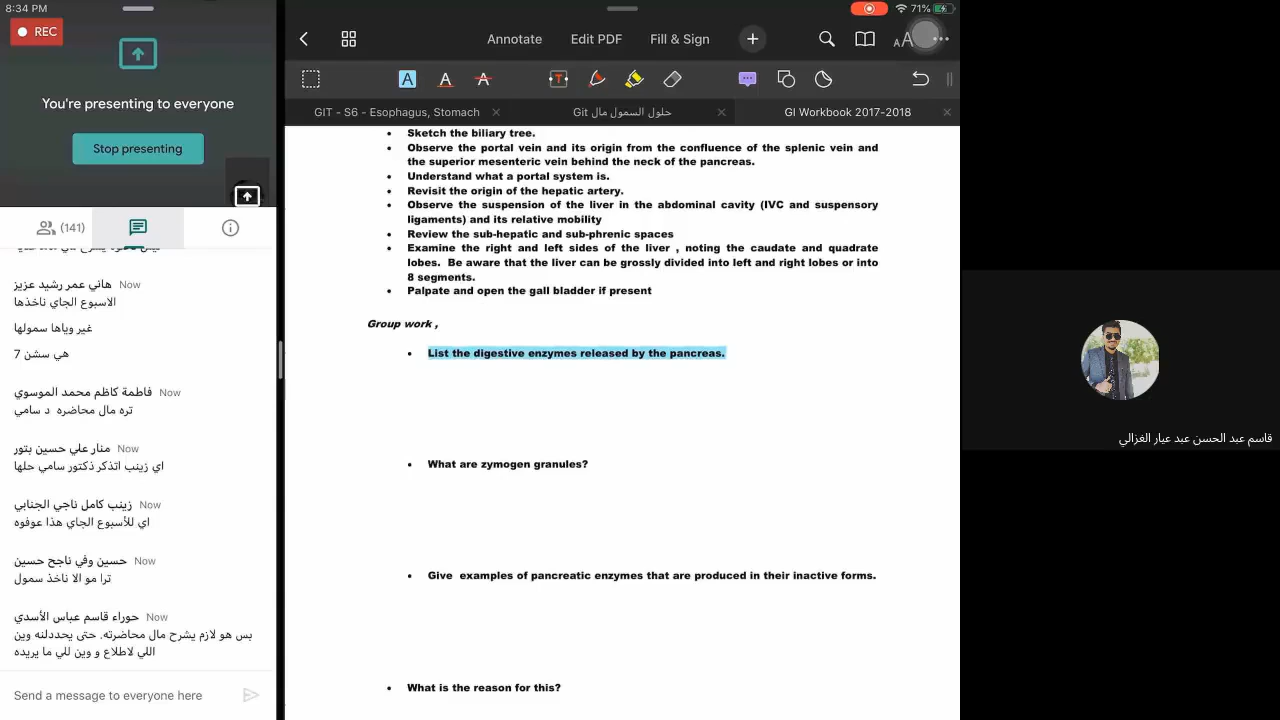 8:34 PM
REC
You're presenting to everyone
Stop presenting
(141)
هاني عمر رشيد عزيز Now
الاسبوع الجاي ناخذها
غير وياها سمولها
هي سشن 7
فاطمة كاظم محمد الموسوي Now
تره مال محاضره د سامي
منار علي حسين بتور Now
اي زينب اتذكر ذكتور سامي حلها
زينب كامل ناجي الجنابي Now
اي للأسبوع الجاي هذا عوفوه
حسين وفي ناجح حسين Now
ترا مو الا ناخذ سمول
حوراء قاسم عباس الأسدي Now
بس هو لازم يشرح مال محاضرته. حتى يحددلنه وين
اللي لاطلاع و وين للي ما يريده
Send a message to everyone here
71%
Annotate Edit PDF Fill & Sign
GIT - S6 - Esophagus, Stomach
حلول السمول مال Git
GI Workbook 2017-2018
• Sketch the biliary tree.
• Observe the portal vein and its origin from the confluence of the splenic vein and
the superior mesenteric vein behind the neck of the pancreas.
• Understand what a portal system is.
• Revisit the origin of the hepatic artery.
• Observe the suspension of the liver in the abdominal cavity (IVC and suspensory
ligaments) and its relative mobility
• Review the sub-hepatic and sub-phrenic spaces
• Examine the right and left sides of the liver , noting the caudate and quadrate
lobes. Be aware that the liver can be grossly divided into left and right lobes or into
8 segments.
• Palpate and open the gall bladder if present
Group work ,
• List the digestive enzymes released by the pancreas.
• What are zymogen granules?
• Give examples of pancreatic enzymes that are produced in their inactive forms.
• What is the reason for this?
قاسم عبد الحسن عبد عيار الغزالي